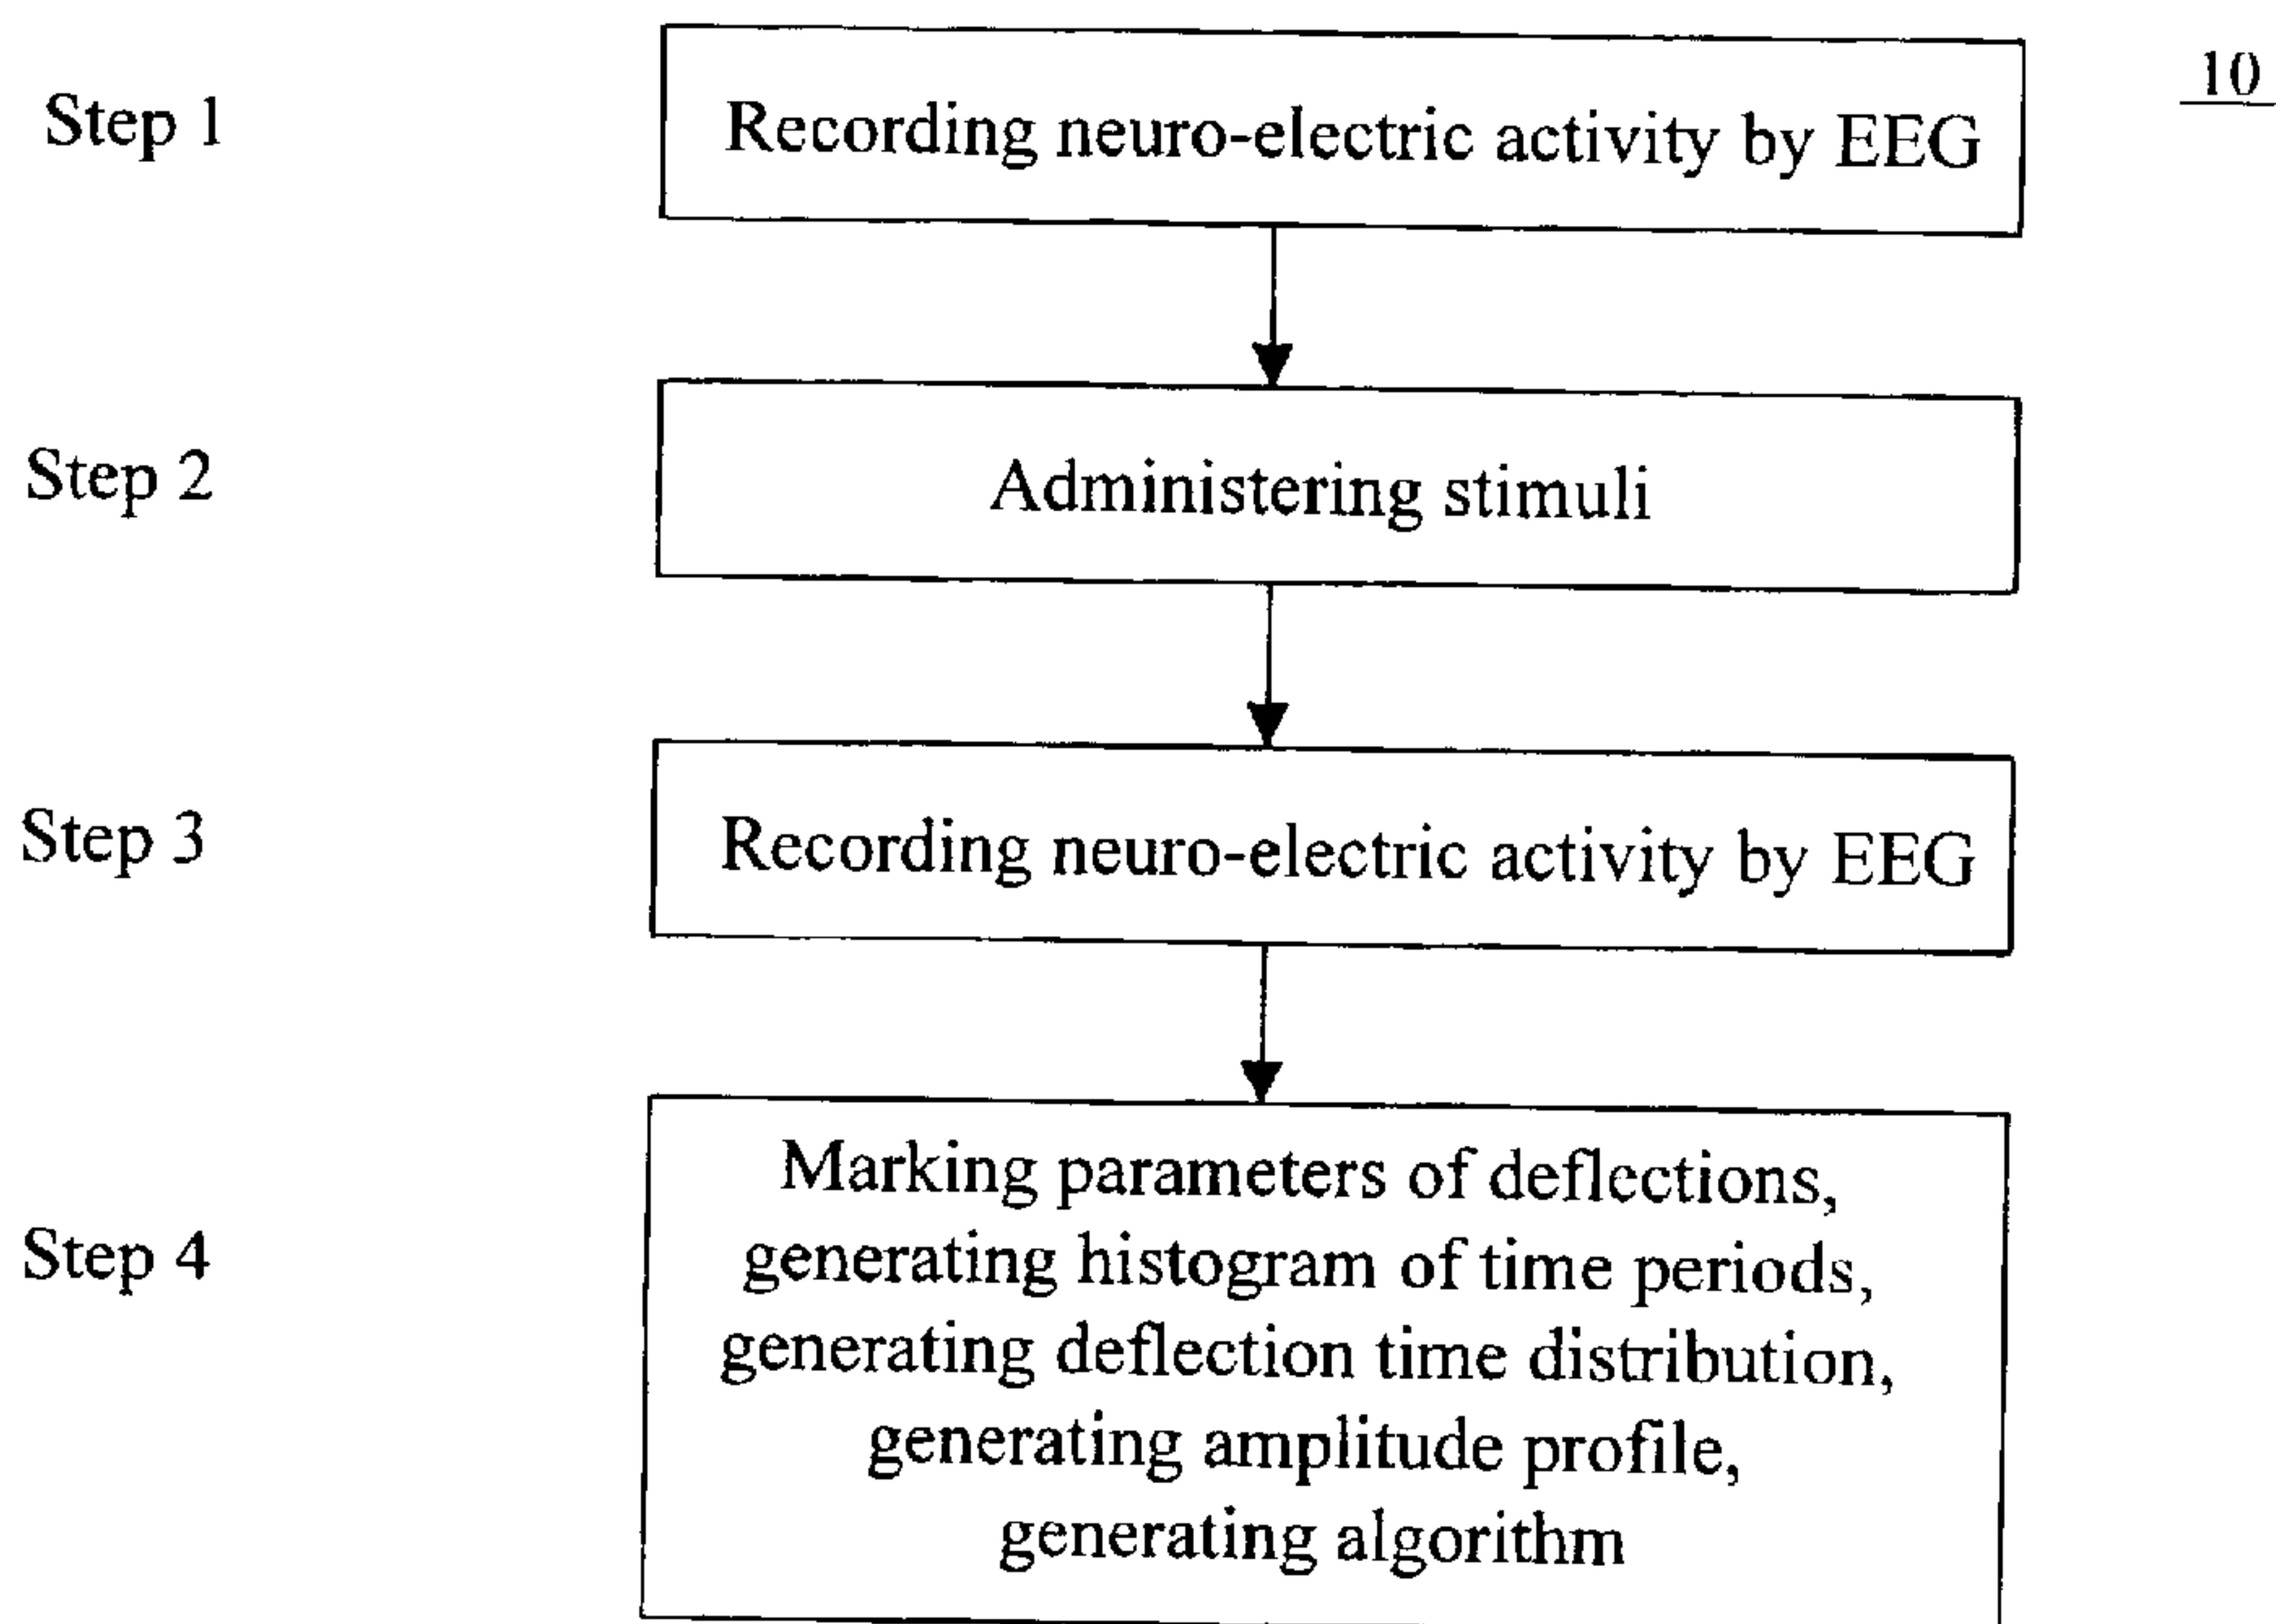 10
Step 1
Recording neuro-electric activity by EEG
Step 2
Administering stimuli
Step 3
Recording neuro-electric activity by EEG
Step 4
Marking parameters of deflections,
generating histogram of time periods,
generating deflection time distribution,
generating amplitude profile,
generating algorithm